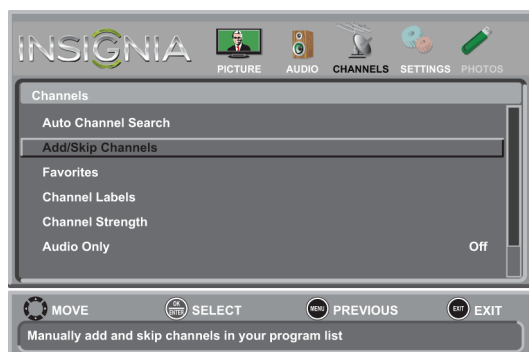 INSIGNIA
PICTURE AUDIO CHANNELS SETTINGS PHOTOS
Channels
Auto Channel Search
Add/Skip Channels
Favorites
Channel Labels
Channel Strength
Audio Only Off
MOVE OK ENTER SELECT MENU PREVIOUS EXIT EXIT
Manually add and skip channels in your program list